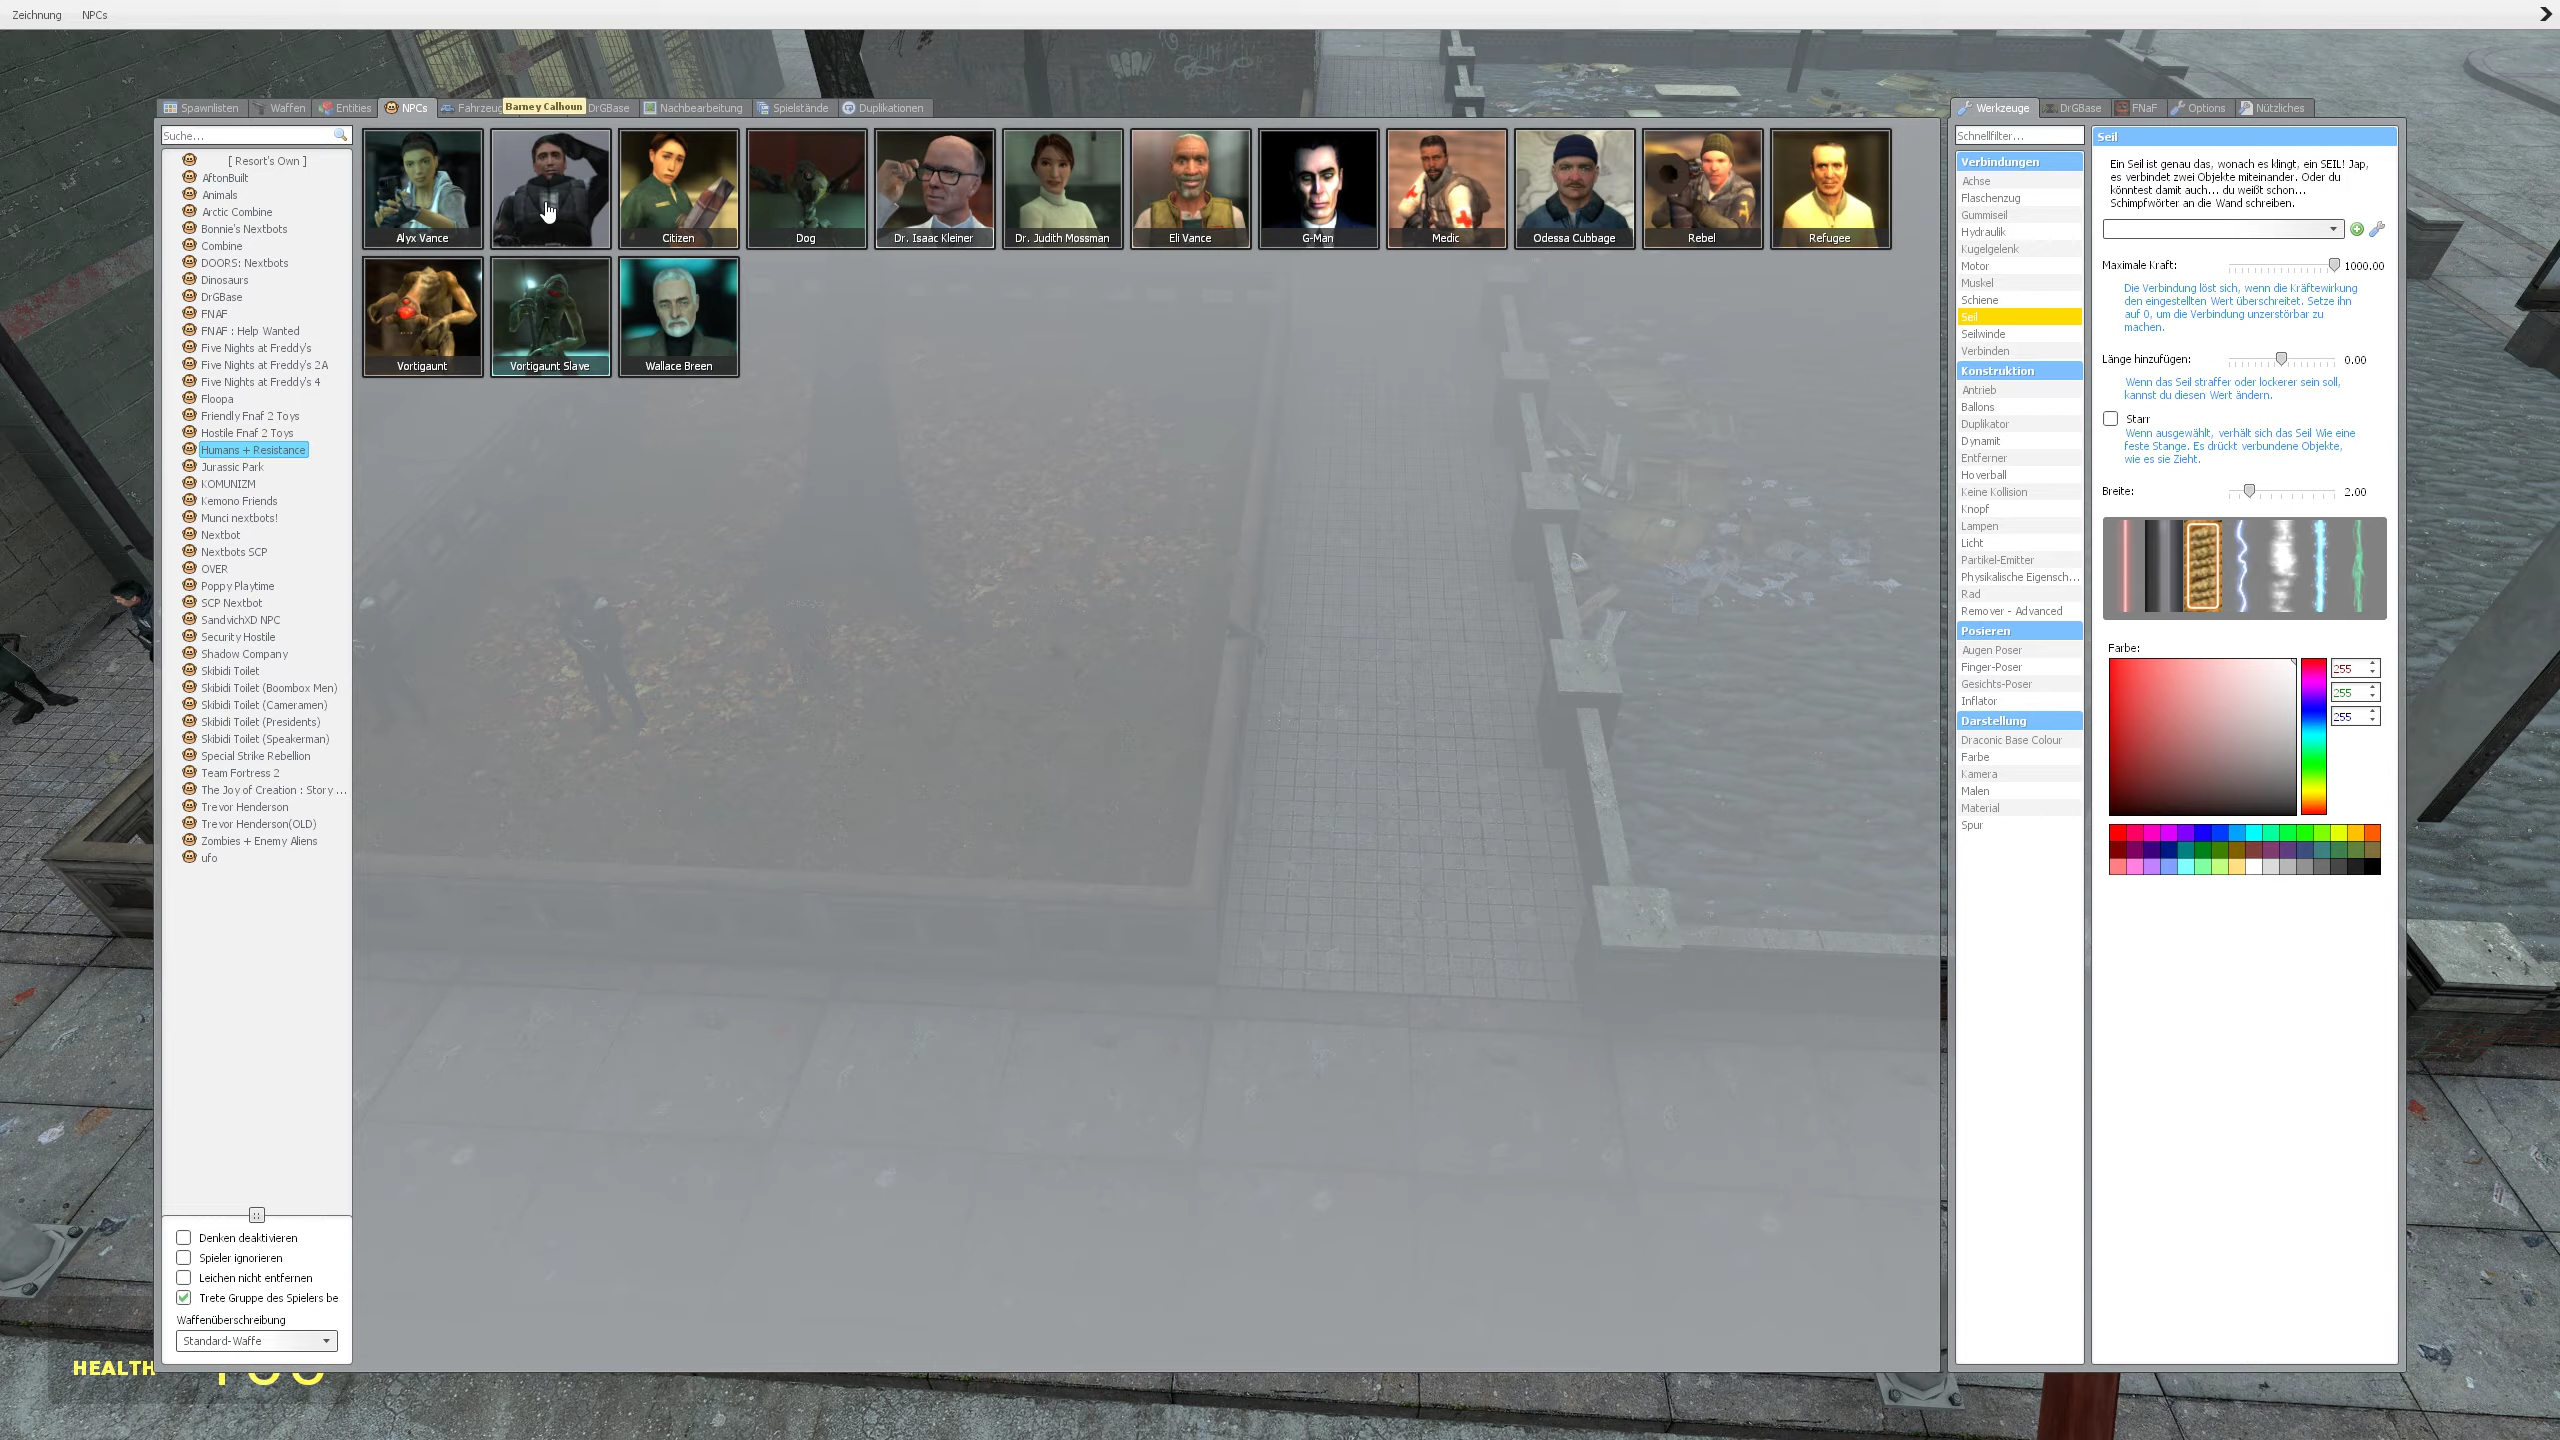 Zeichnung NPCs
Spawnlisten Waffen Entities NPCs Fahrzeug Barney Calhoun DrGBase Nachbearbeitung Spielstände Duplikationen
Suche...
[ Resort's Own ]
AftonBuilt
Animals
Arctic Combine
Bonnie's Nextbots
Combine
DOORS: Nextbots
Dinosaurs
DrGBase
FNAF
FNAF : Help Wanted
Five Nights at Freddy's
Five Nights at Freddy's 2A
Five Nights at Freddy's 4
Floopa
Friendly Fnaf 2 Toys
Hostile Fnaf 2 Toys
Humans + Resistance
Jurassic Park
KOMUNIZM
Kemono Friends
Munci nextbots!
Nextbot
Nextbots SCP
OVER
Poppy Playtime
SCP Nextbot
SandvichXD NPC
Security Hostile
Shadow Company
Skibidi Toilet
Skibidi Toilet (Boombox Men)
Skibidi Toilet (Cameramen)
Skibidi Toilet (Presidents)
Skibidi Toilet (Speakerman)
Special Strike Rebellion
Team Fortress 2
The Joy of Creation : Story ...
Trevor Henderson
Trevor Henderson(OLD)
Zombies + Enemy Aliens
ufo
Denken deaktivieren
Spieler ignorieren
Leichen nicht entfernen
Trete Gruppe des Spielers be
Waffenüberschreibung
Standard-Waffe
HEALTH 100
Alyx Vance Citizen Dog Dr. Isaac Kleiner Dr. Judith Mossman Eli Vance G-Man Medic Odessa Cubbage Rebel Refugee
Vortigaunt Vortigaunt Slave Wallace Breen
Werkzeuge DrGBase FNaF Options Nützliches
Schnellfilter...
Verbindungen
Achse
Flaschenzug
Gummiseil
Hydraulik
Kugelgelenk
Motor
Muskel
Schiene
Seil
Seilwinde
Verbinden
Konstruktion
Antrieb
Ballons
Duplikator
Dynamit
Entferner
Hoverball
Keine Kollision
Knopf
Lampen
Licht
Partikel-Emitter
Physikalische Eigensch...
Rad
Remover - Advanced
Posieren
Augen Poser
Finger-Poser
Gesichts-Poser
Inflator
Darstellung
Draconic Base Colour
Farbe
Kamera
Malen
Material
Spur
Seil
Ein Seil ist genau das, wonach es klingt, ein SEIL! Jap,
es verbindet zwei Objekte miteinander. Oder du
könntest damit auch... du weißt schon...
Schimpfwörter an die Wand schreiben.
Maximale Kraft: 1000.00
Die Verbindung löst sich, wenn die Kräftewirkung
den eingestellten Wert überschreitet. Setze ihn
auf 0, um die Verbindung unzerstörbar zu
machen.
Länge hinzufügen: 0.00
Wenn das Seil straffer oder lockerer sein soll,
kannst du diesen Wert ändern.
Starr
Wenn ausgewählt, verhält sich das Seil Wie eine
feste Stange. Es drückt verbundene Objekte,
wie es sie Zieht.
Breite: 2.00
Farbe:
255
255
255